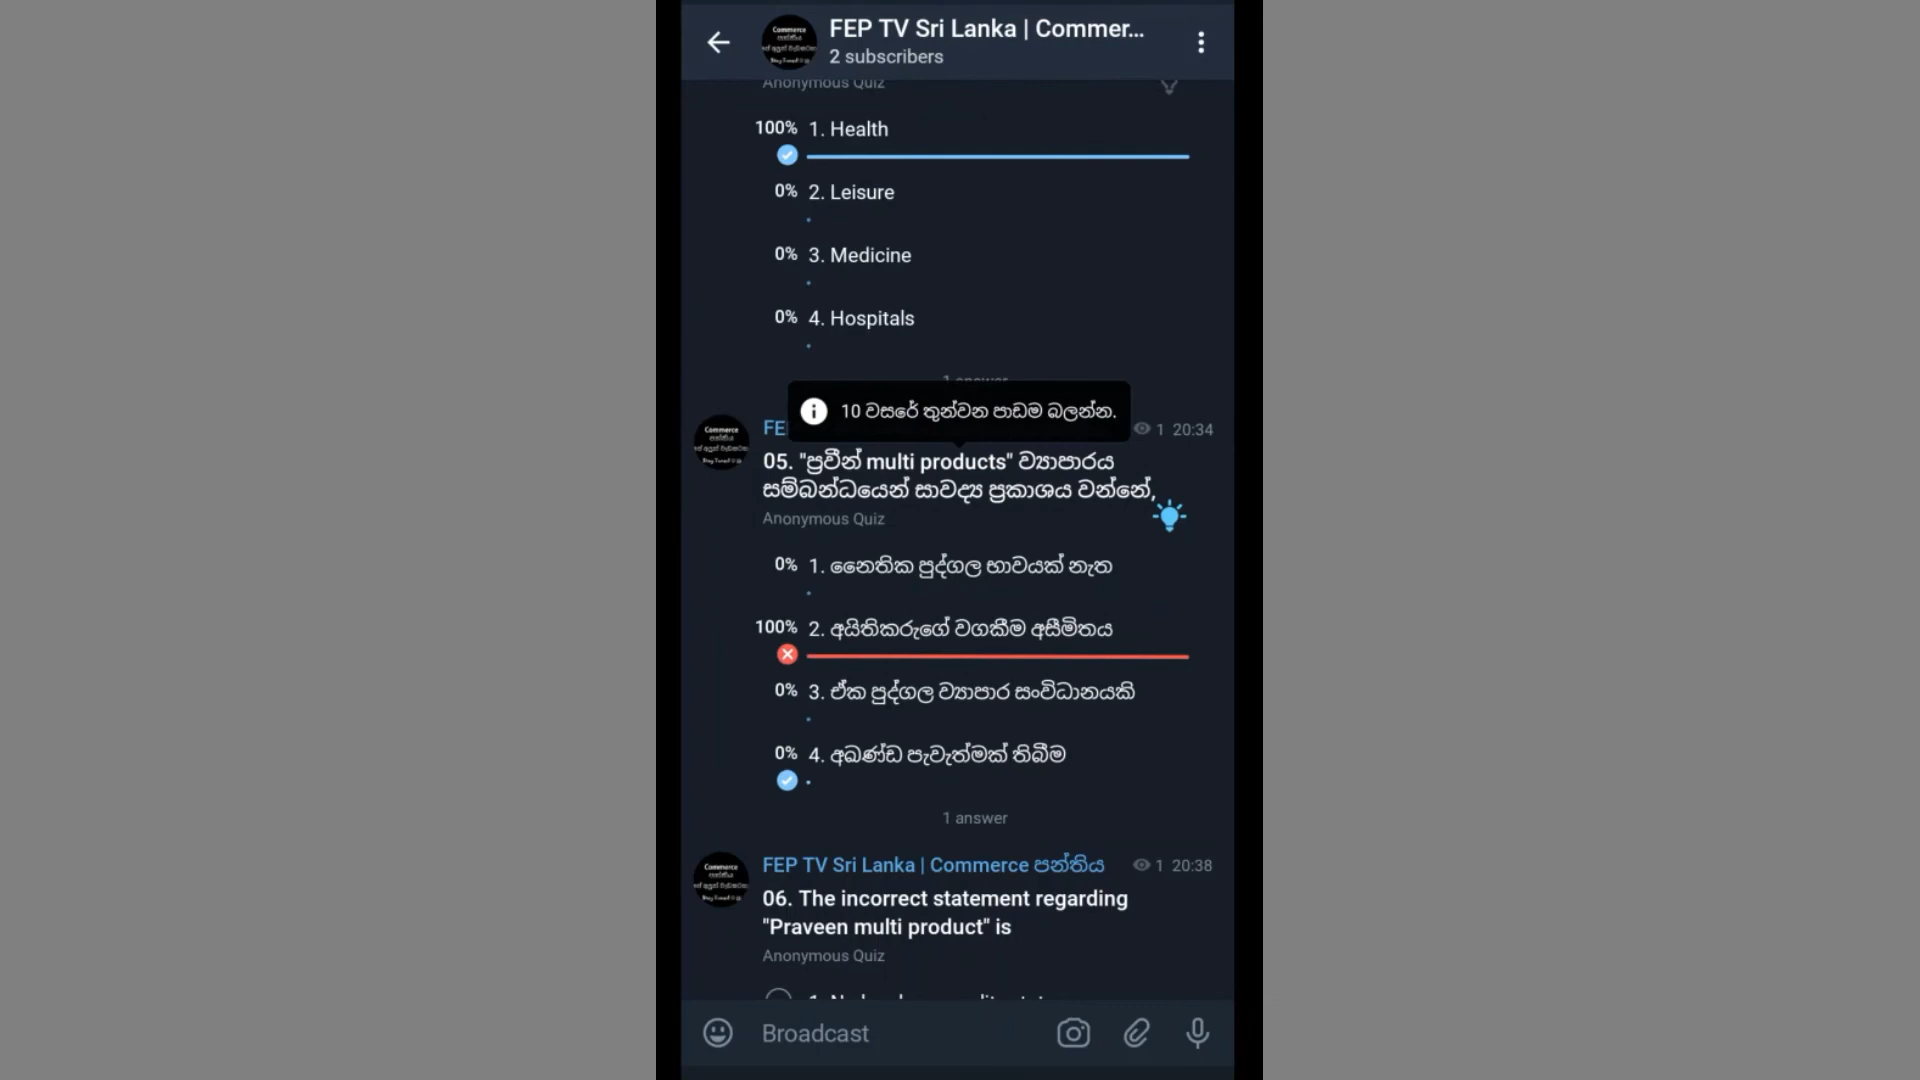 FEP TV Sri Lanka | Commer...
2 subscribers
Anonymous Quiz
100% 1. Health
0% 2. Leisure
0% 3. Medicine
0% 4. Hospitals
1 answer
10 වසරේ තුන්වන පාඩම බලන්න.
FE
1 20:34
05. "ප්‍රවීන් multi products" ව්‍යාපාරය
සම්බන්ධයෙන් සාවද්‍ය ප්‍රකාශය වන්නේ,
Anonymous Quiz
0% 1. නෛතික පුද්ගල භාවයක් නැත
100% 2. අයිතිකරුගේ වගකීම අසීමිතය
0% 3. ඒක පුද්ගල ව්‍යාපාර සංවිධානයකි
0% 4. අඛණ්ඩ පැවැත්මක් තිබීම
1 answer
FEP TV Sri Lanka | Commerce පන්තිය 1 20:38
06. The incorrect statement regarding
"Praveen multi product" is
Anonymous Quiz
Broadcast